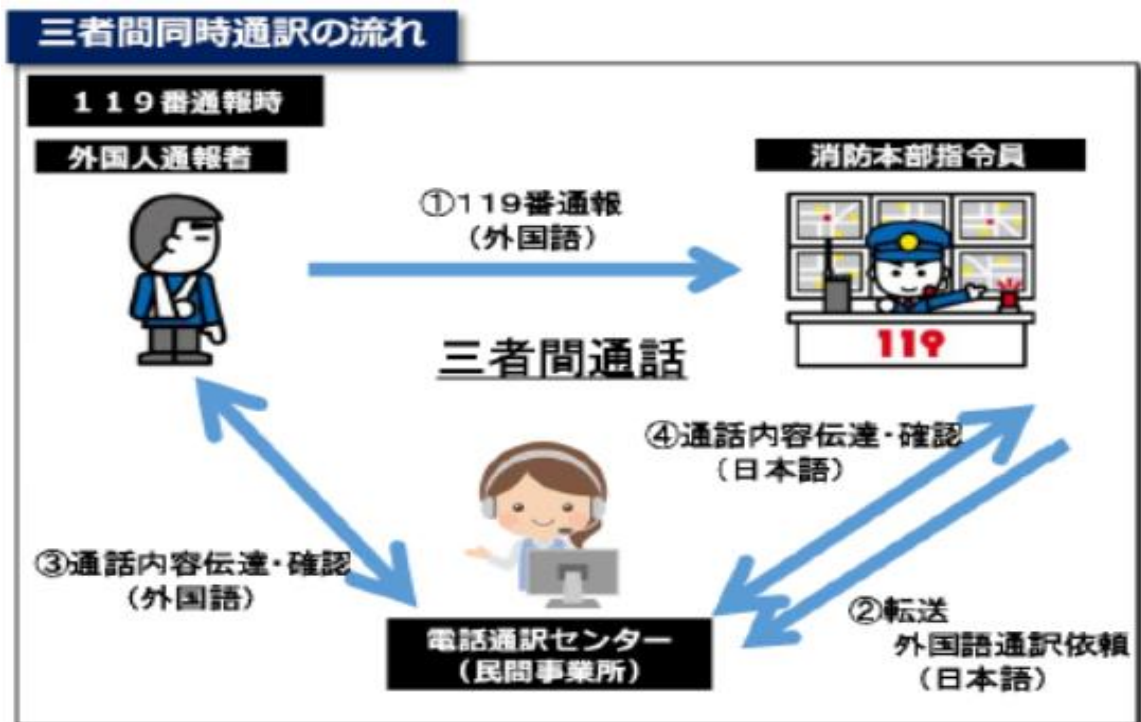 三者間同時通訳の流れ
119番通報時
外国人通報者
消防本部指令員
①119番通報
(外国語)
119
三者間通話
④通話内容伝達・確認
(日本語)
③通話内容伝達・確認
(外国語)
②転送
外国語通訳依頼
(日本語)
電話通訳センター
(民間事業所)